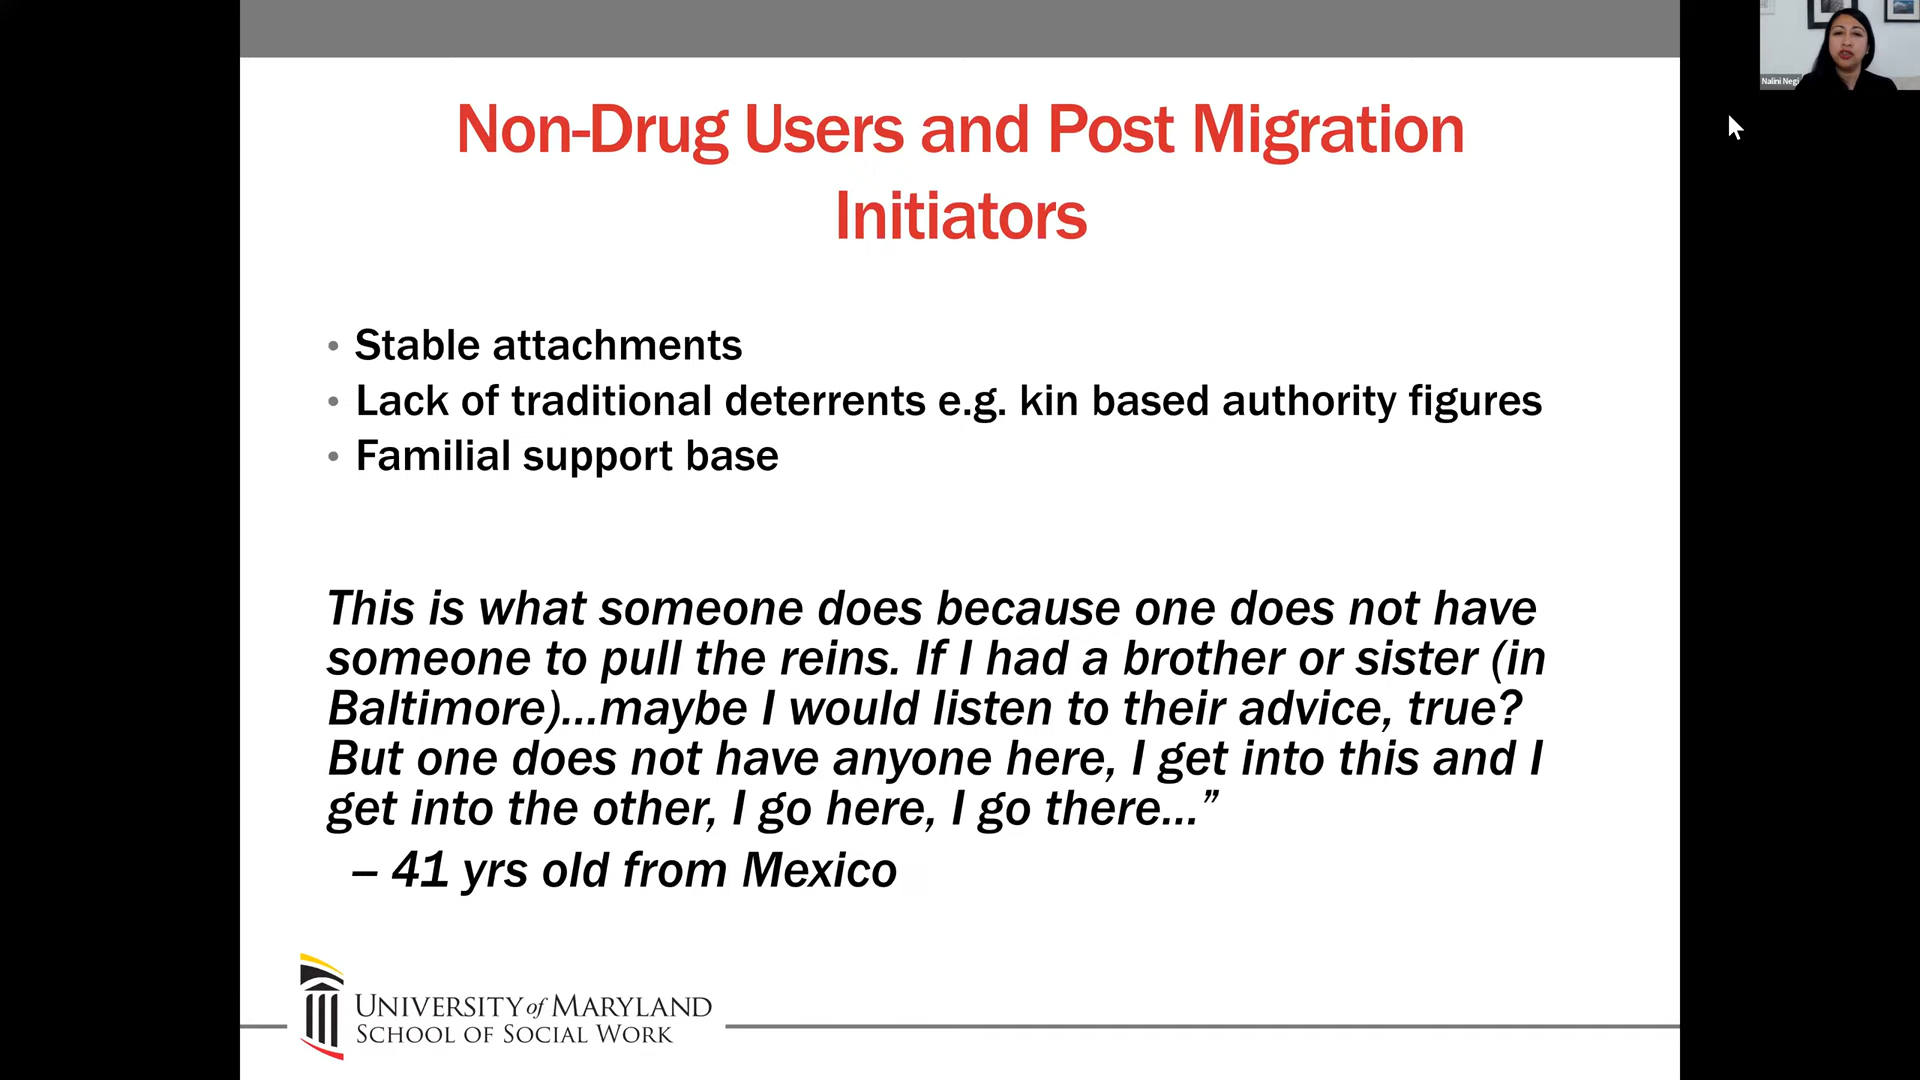 Nalini Negi
Non-Drug Users and Post Migration
Initiators
• Stable attachments
• Lack of traditional deterrents e.g. kin based authority figures
• Familial support base
This is what someone does because one does not have
someone to pull the reins. If I had a brother or sister (in
Baltimore)...maybe I would listen to their advice, true?
But one does not have anyone here, I get into this and I
get into the other, I go here, I go there...”
– 41 yrs old from Mexico
UNIVERSITY of MARYLAND
SCHOOL OF SOCIAL WORK